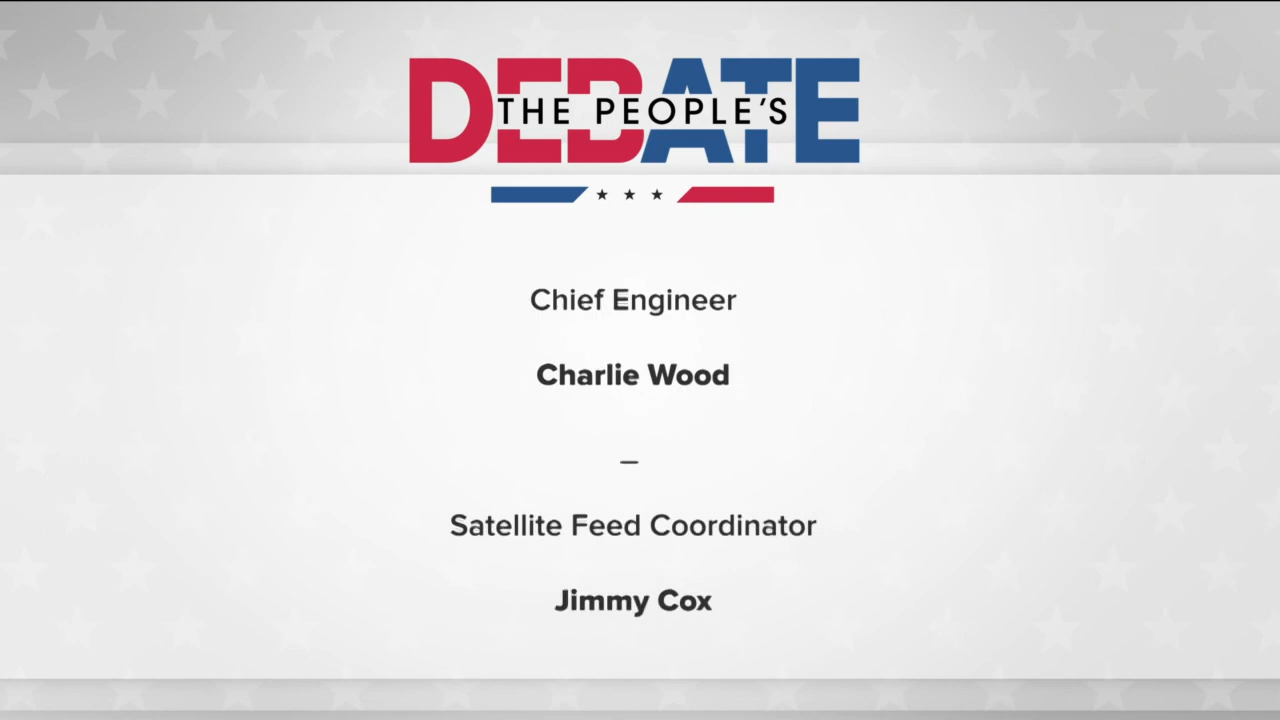 THE PEOPLE'S
DEBATE
Chief Engineer
Charlie Wood
–
Satellite Feed Coordinator
Jimmy Cox